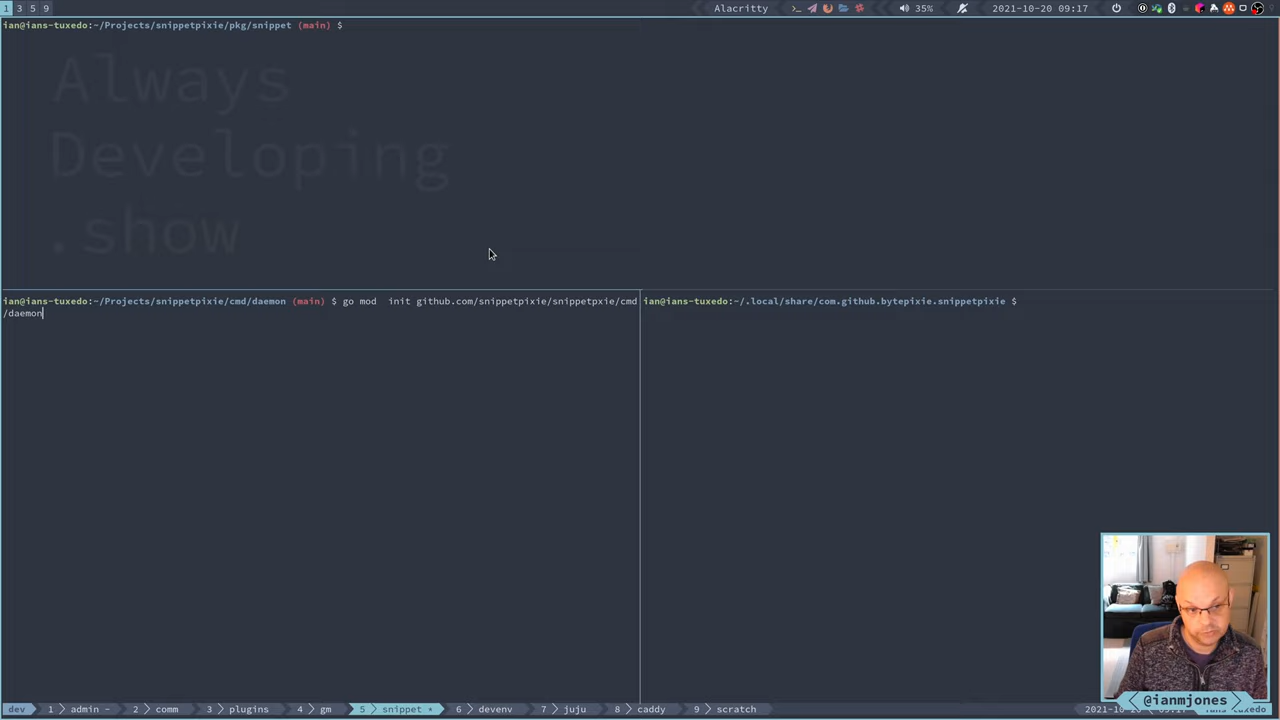 1 3 5 9
Alacritty
35%
2021-10-20 09:17
ian@ians-tuxedo:~/Projects/snippetpixie/pkg/snippet (main) $
Always
Developing
.show
ian@ians-tuxedo:~/Projects/snippetpixie/cmd/daemon (main) $ go mod  init github.com/snippetpixie/snippetpxie/cmd
/daemon
ian@ians-tuxedo:~/.local/share/com.github.bytepixie.snippetpixie $
@ianmjones
dev 1 admin - 2 comm 3 plugins 4 gm 5 snippet * 6 devenv 7 juju 8 caddy 9 scratch